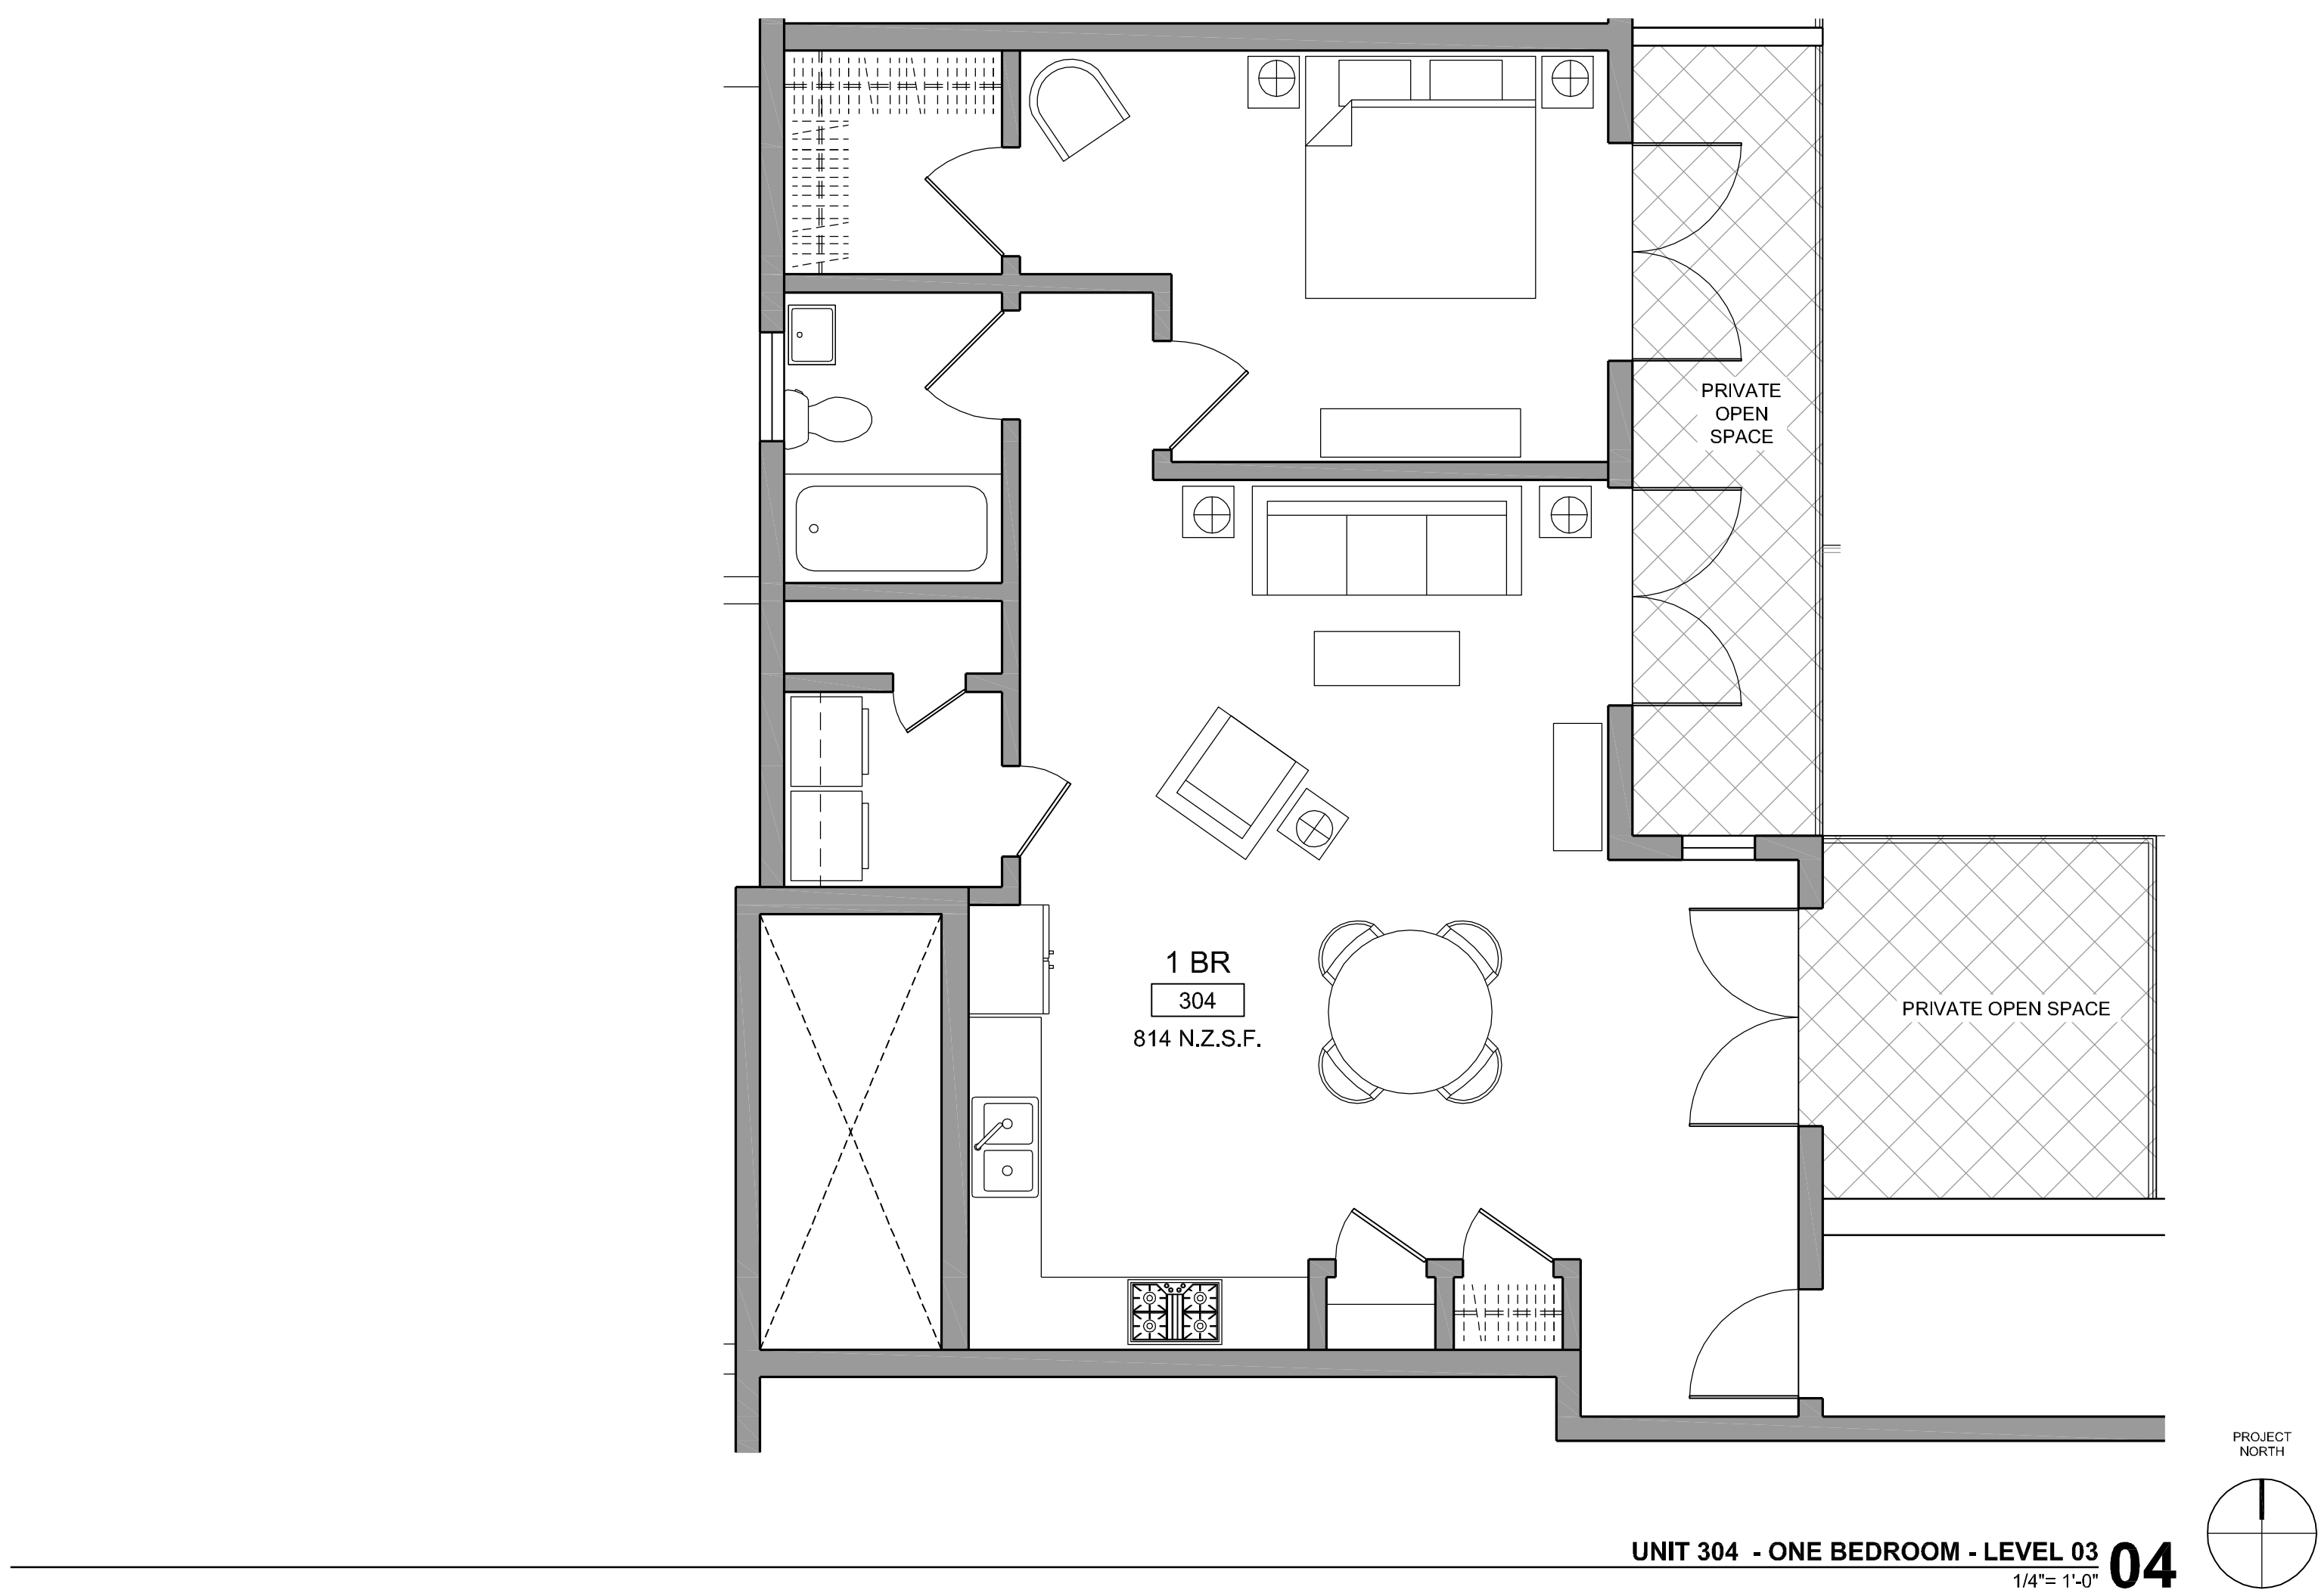 PRIVATE
OPEN
SPACE
1 BR
304
814 N.Z.S.F.
PRIVATE OPEN SPACE
PROJECT
NORTH
UNIT 304 - ONE BEDROOM - LEVEL 03
1/4"= 1'-0"
04